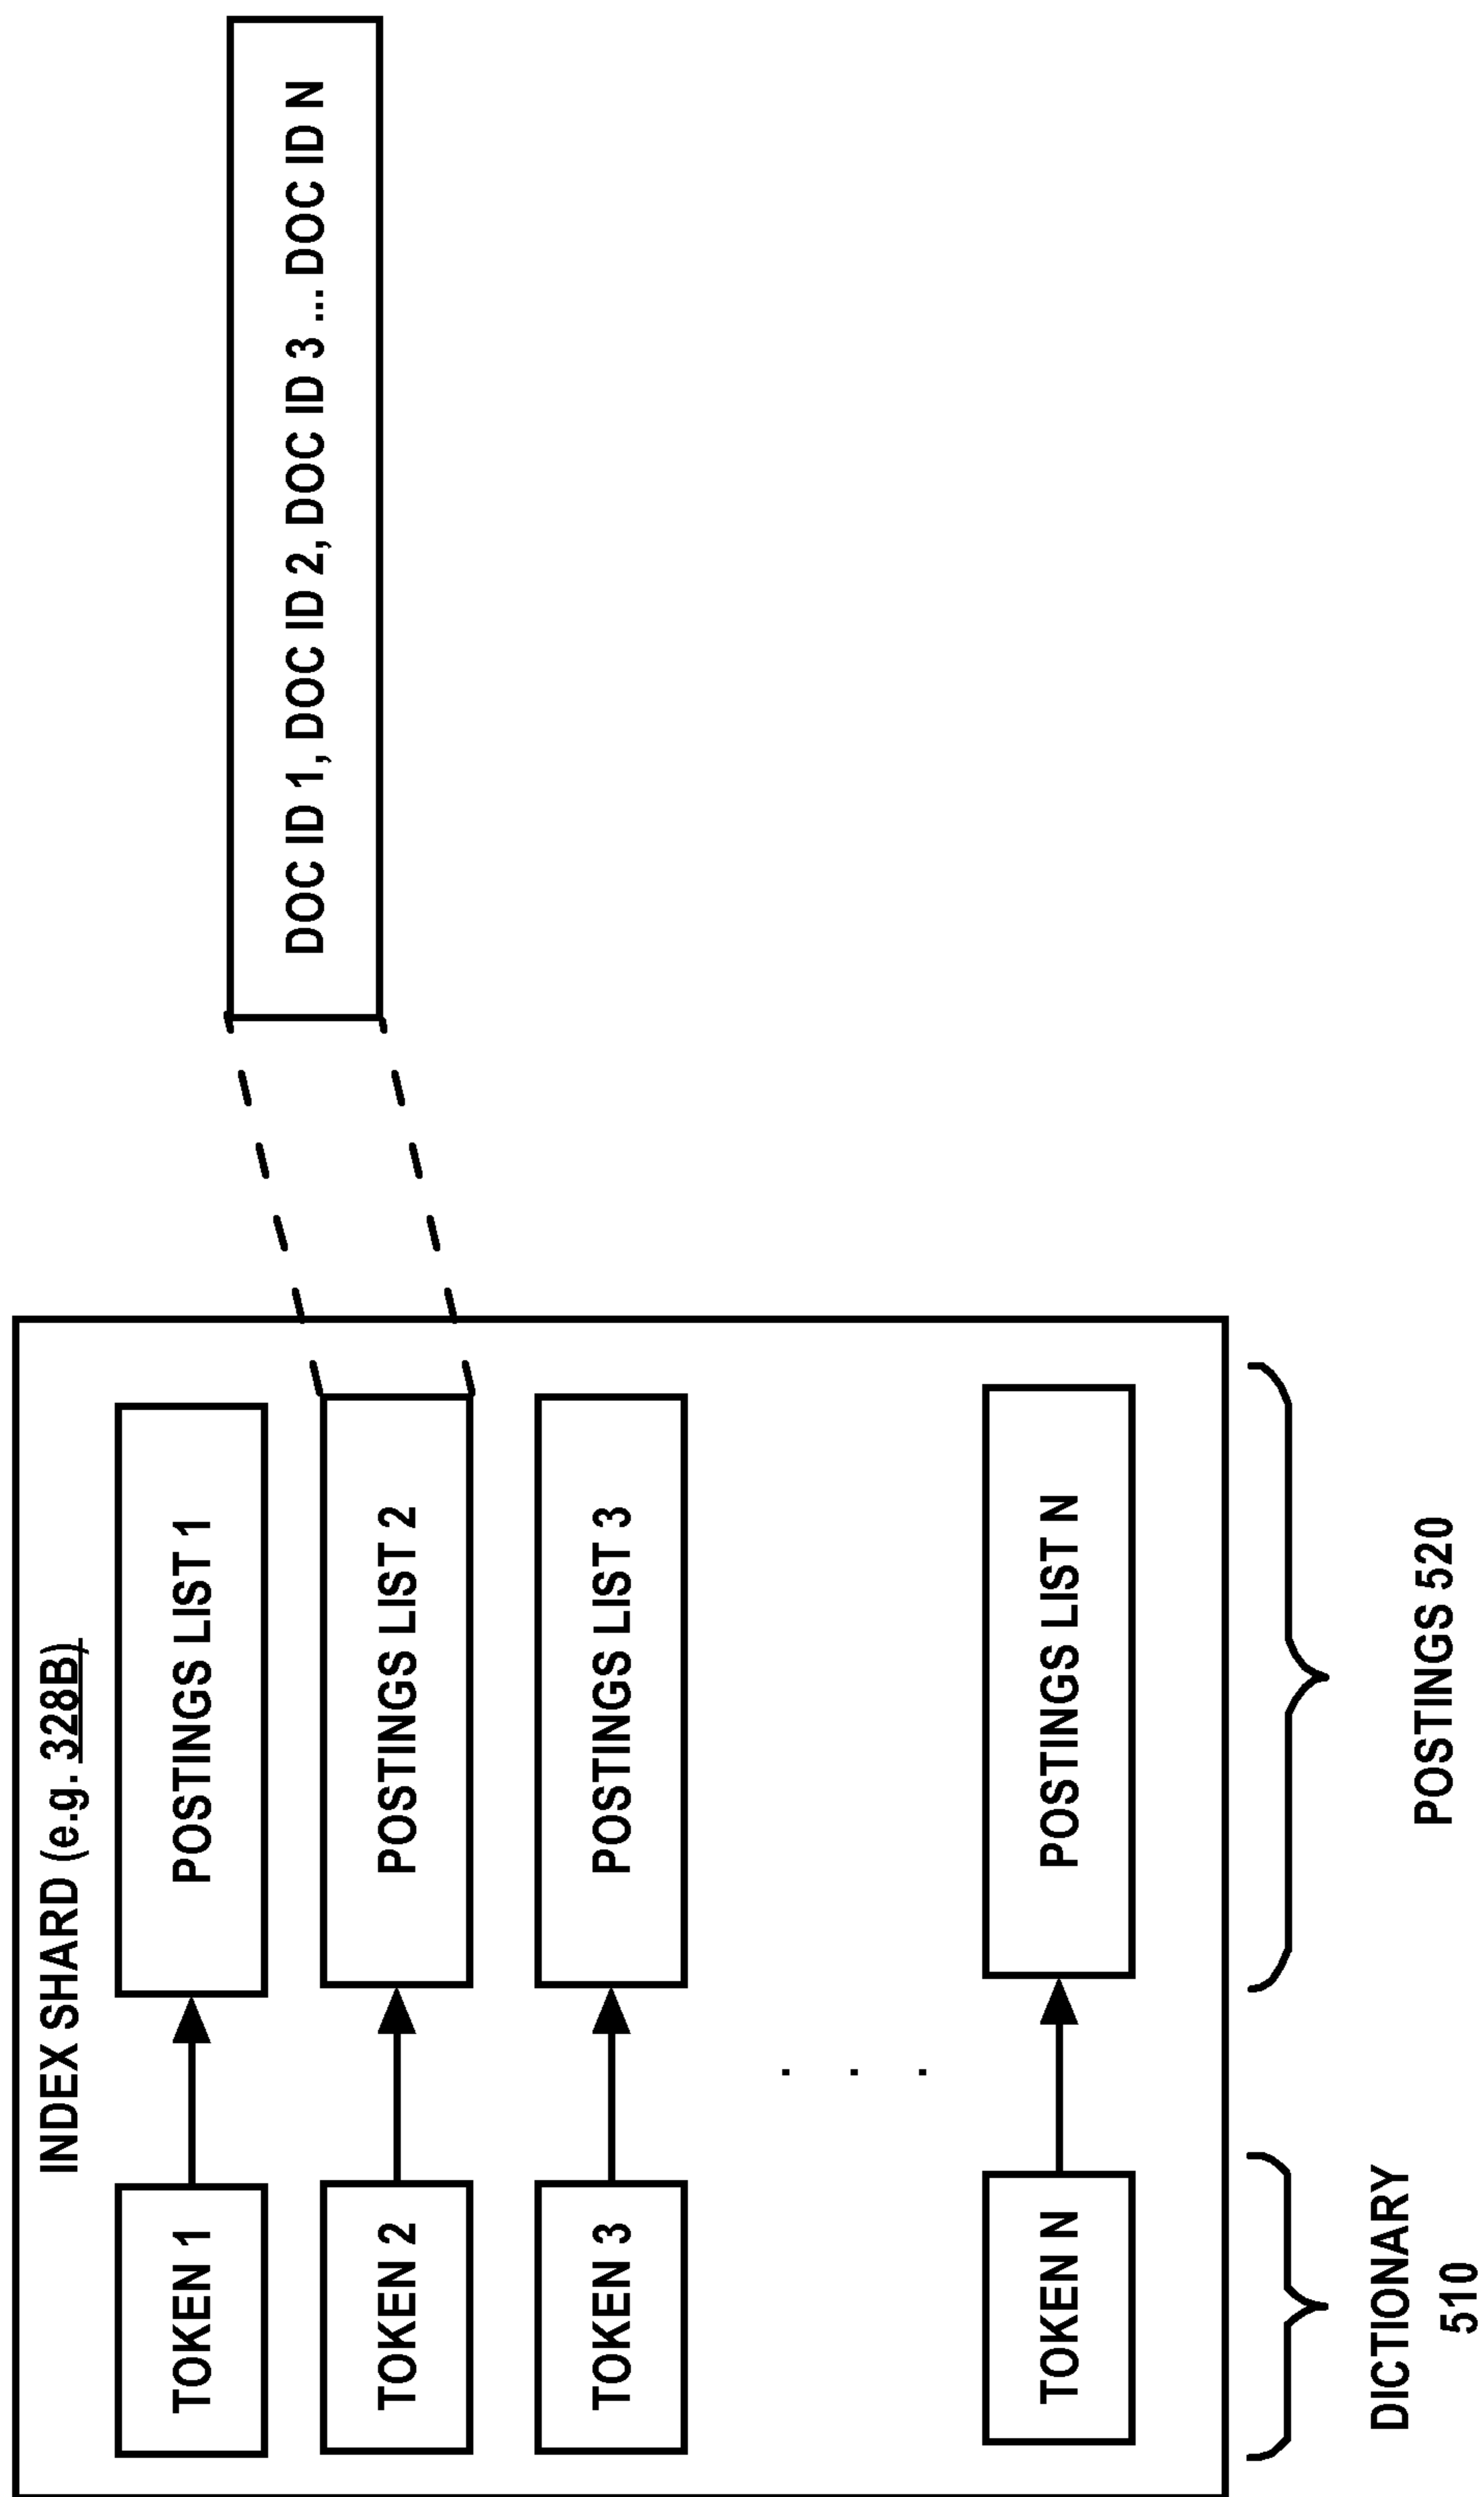 INDEX SHARD (e.g. 328B)
TOKEN 1
POSTINGS LIST 1
TOKEN 2
POSTINGS LIST 2
DOC ID 1, DOC ID 2, DOC ID 3 ... DOC ID N
TOKEN 3
POSTINGS LIST 3
. . .
TOKEN N
POSTINGS LIST N
DICTIONARY
510
POSTINGS 520